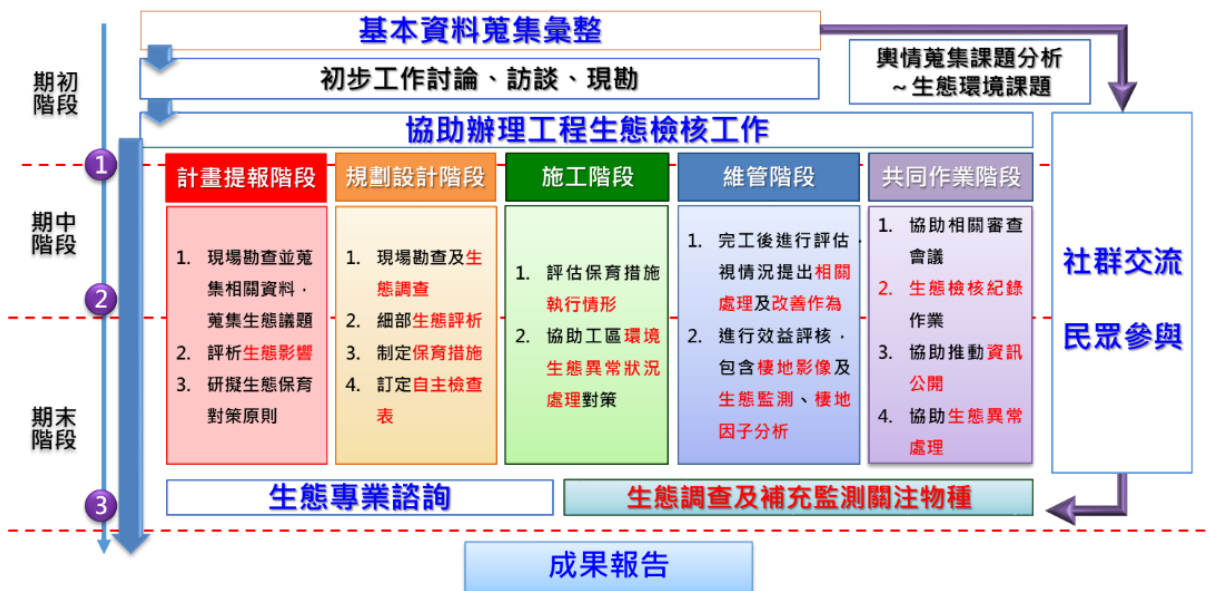 基本資料蒐集彙整
初步工作討論、訪談、現勘
輿情蒐集課題分析
~生態環境課題
期初
階段
協助辦理工程生態檢核工作
1
計畫提報階段
規劃設計階段
施工階段
維管階段
共同作業階段
期中
階段
2
1. 現場勘查並蒐
集相關資料，
蒐集生態議題
2. 評析生態影響
3. 研擬生態保育
對策原則
1. 現場勘查及生
態調查
2. 細部生態評析
3. 制定保育措施
4. 訂定自主檢查
表
1. 評估保育措施
執行情形
2. 協助工區環境
生態異常狀況
處理對策
1. 完工後進行評估，
視情況提出相關
處理及改善作為
2. 進行效益評核，
包含棲地影像及
生態監測、棲地
因子分析
1. 協助相關審查
會議
2. 生態檢核紀錄
作業
3. 協助推動資訊
公開
4. 協助生態異常
處理
社群交流
民眾參與
期末
階段
3
生態專業諮詢
生態調查及補充監測關注物種
成果報告